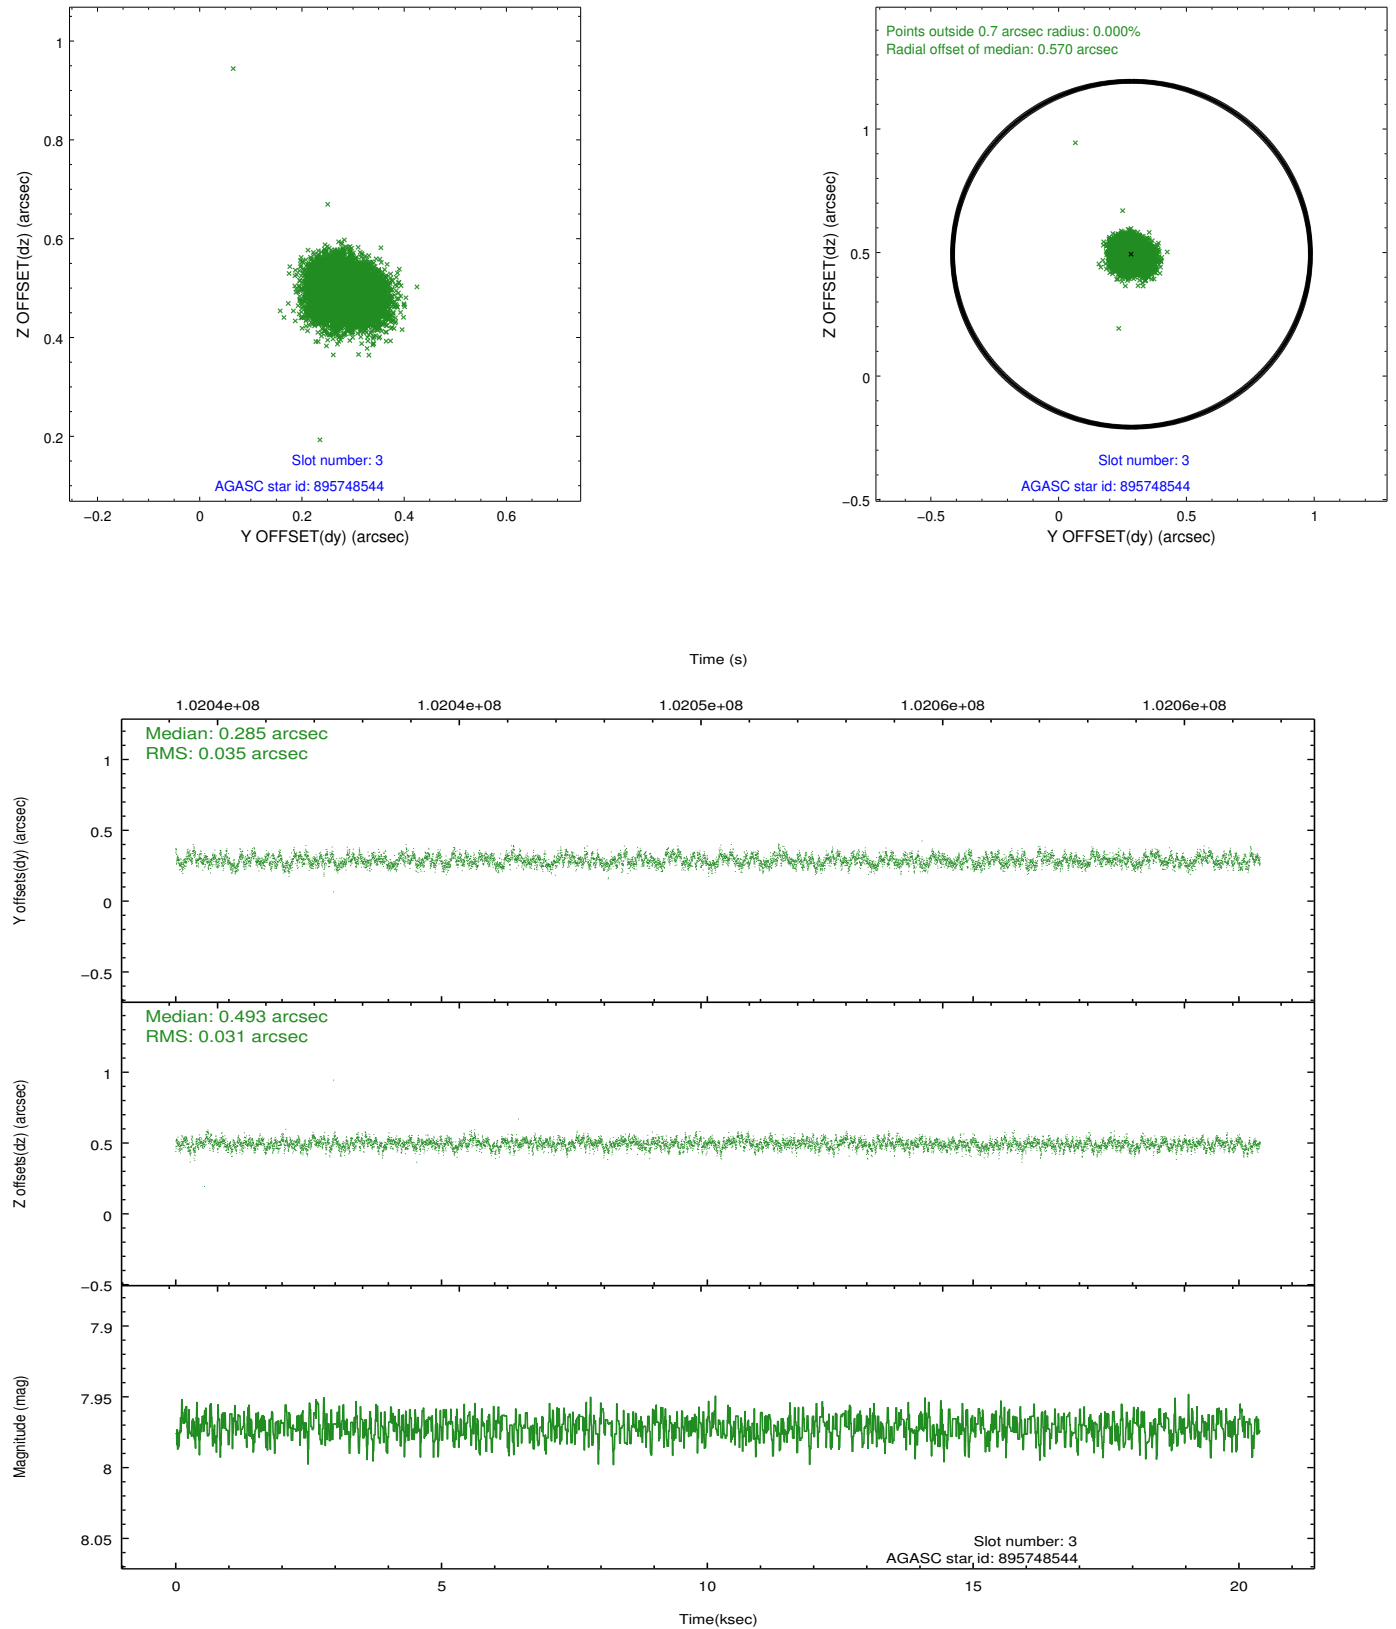 1
0.8
0.6
0.4
0.2
Z OFFSET(dz) (arcsec)
Slot number: 3
AGASC star id: 895748544
−0.2 0 0.2 0.4 0.6
Y OFFSET(dy) (arcsec)
Points outside 0.7 arcsec radius: 0.000%
Radial offset of median: 0.570 arcsec
1
0.5
0
−0.5
Z OFFSET(dz) (arcsec)
Slot number: 3
AGASC star id: 895748544
−0.5 0 0.5 1
Y OFFSET(dy) (arcsec)
Time (s)
1.0204e+08 1.0204e+08 1.0205e+08 1.0206e+08 1.0206e+08
Median: 0.285 arcsec
RMS: 0.035 arcsec
1
0.5
0
−0.5
Y offsets(dy) (arcsec)
Median: 0.493 arcsec
RMS: 0.031 arcsec
1
0.5
0
−0.5
Z offsets(dz) (arcsec)
7.9
7.95
8
8.05
Magnitude (mag)
Slot number: 3
AGASC star id: 895748544
0 5 10 15 20
Time(ksec)